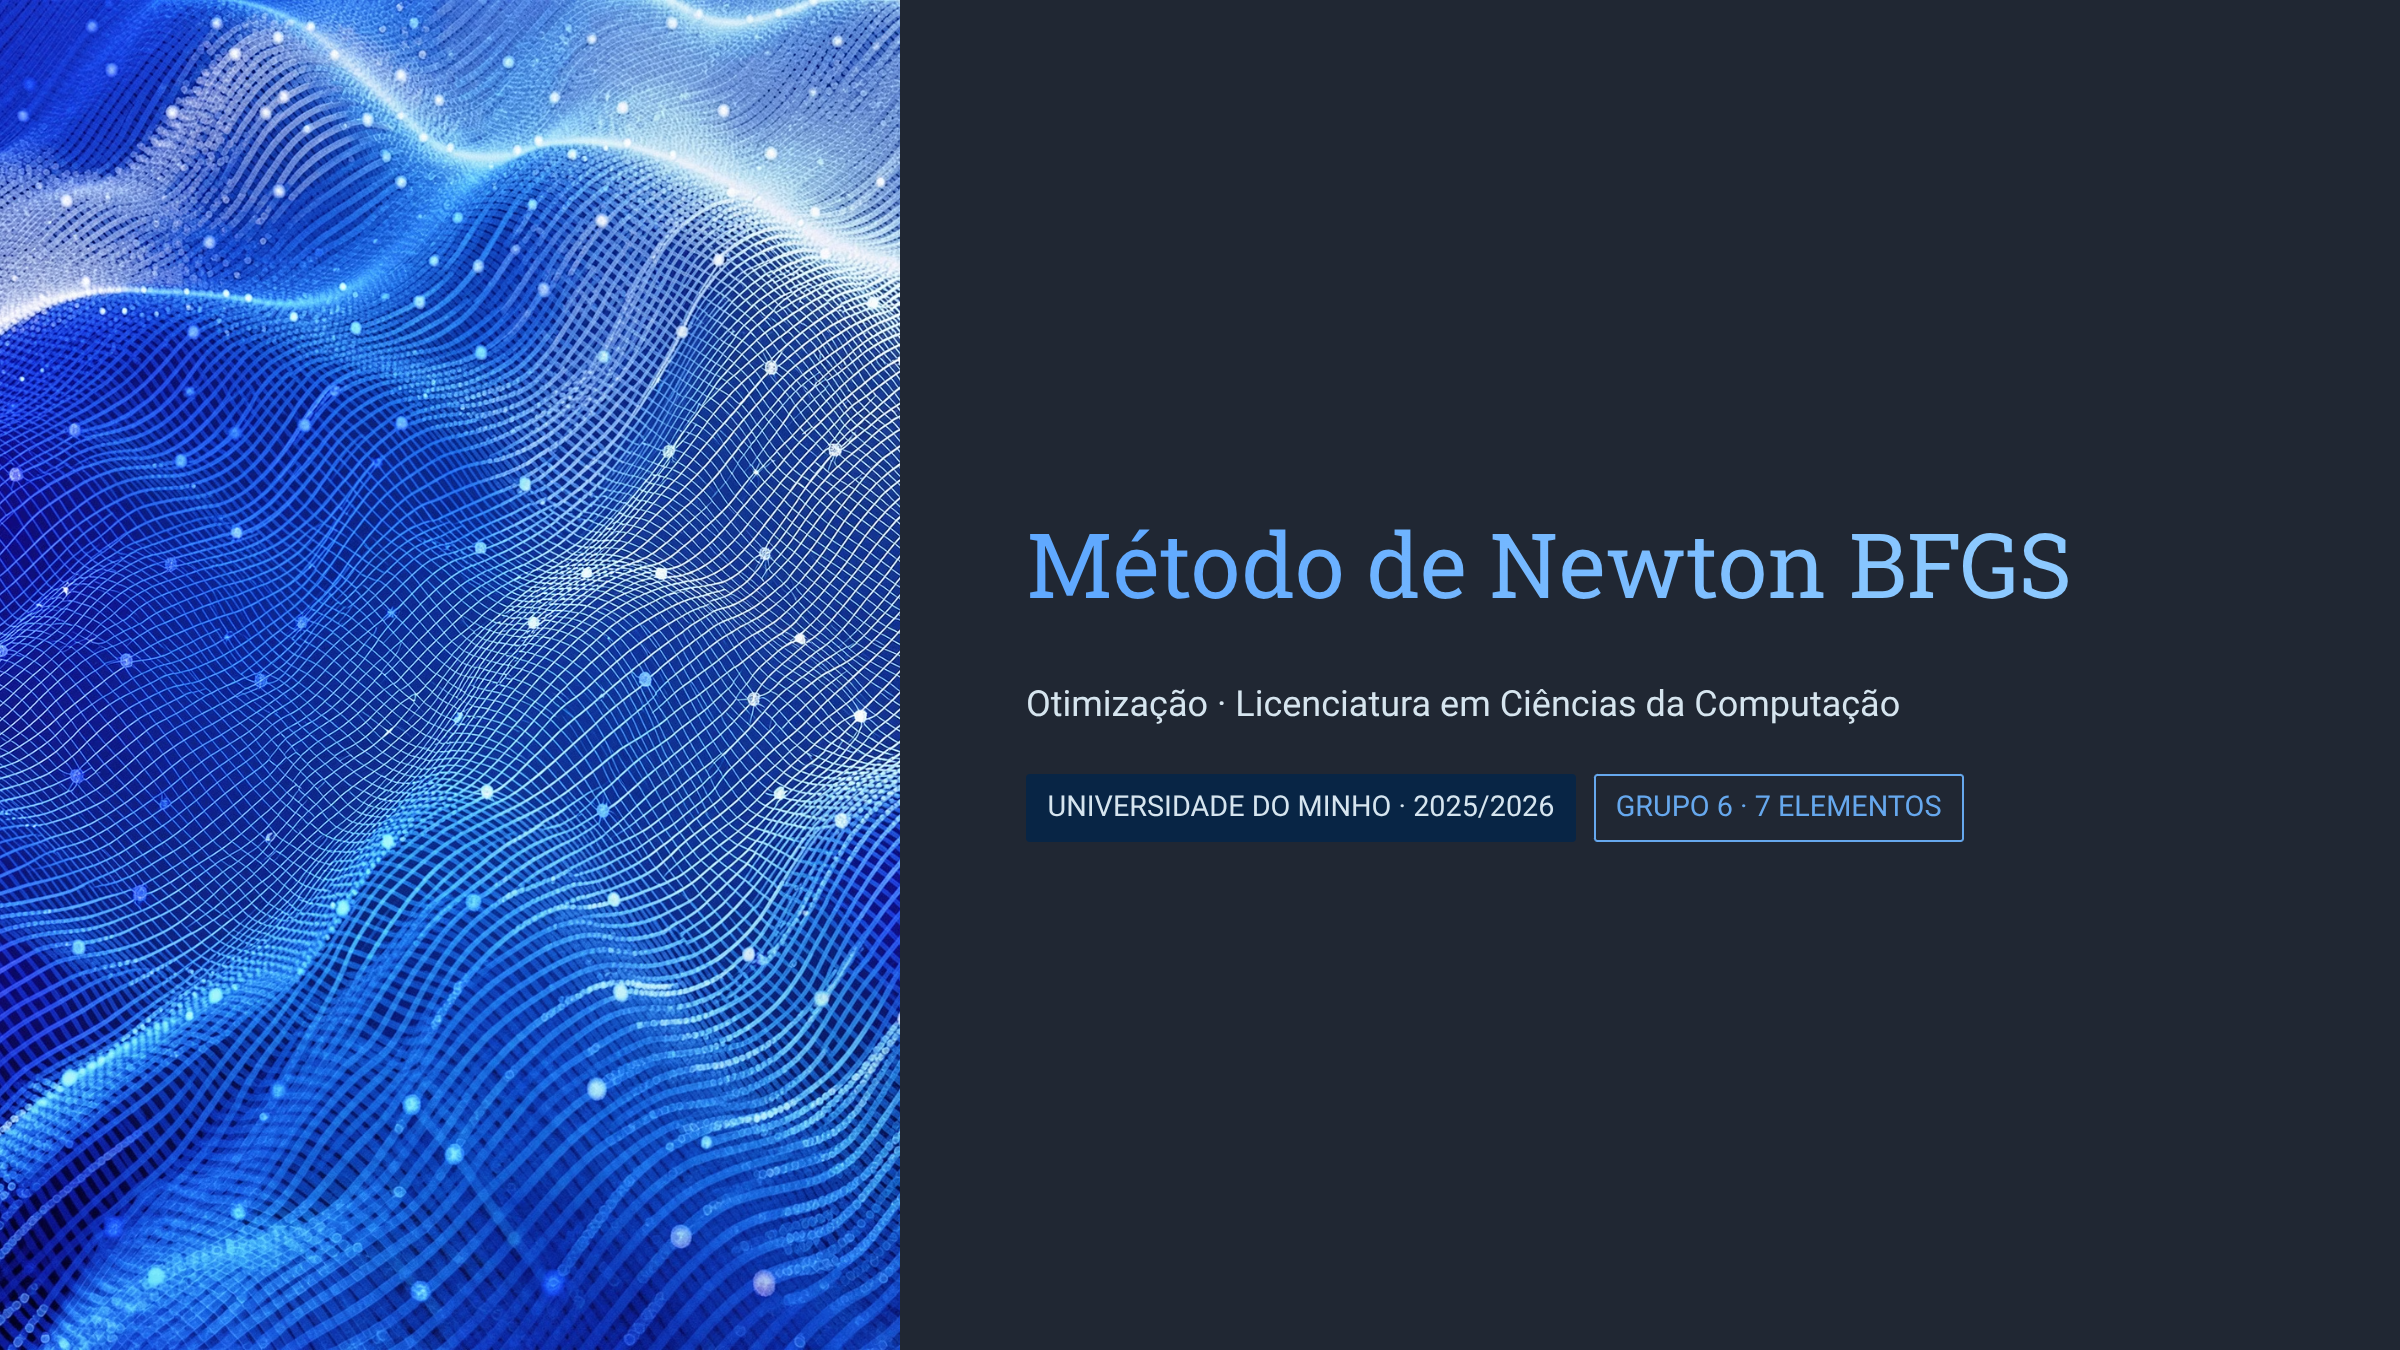 Método de Newton BFGS
Otimização · Licenciatura em Ciências da Computação
UNIVERSIDADE DO MINHO · 2025/2026
GRUPO 6 · 7 ELEMENTOS